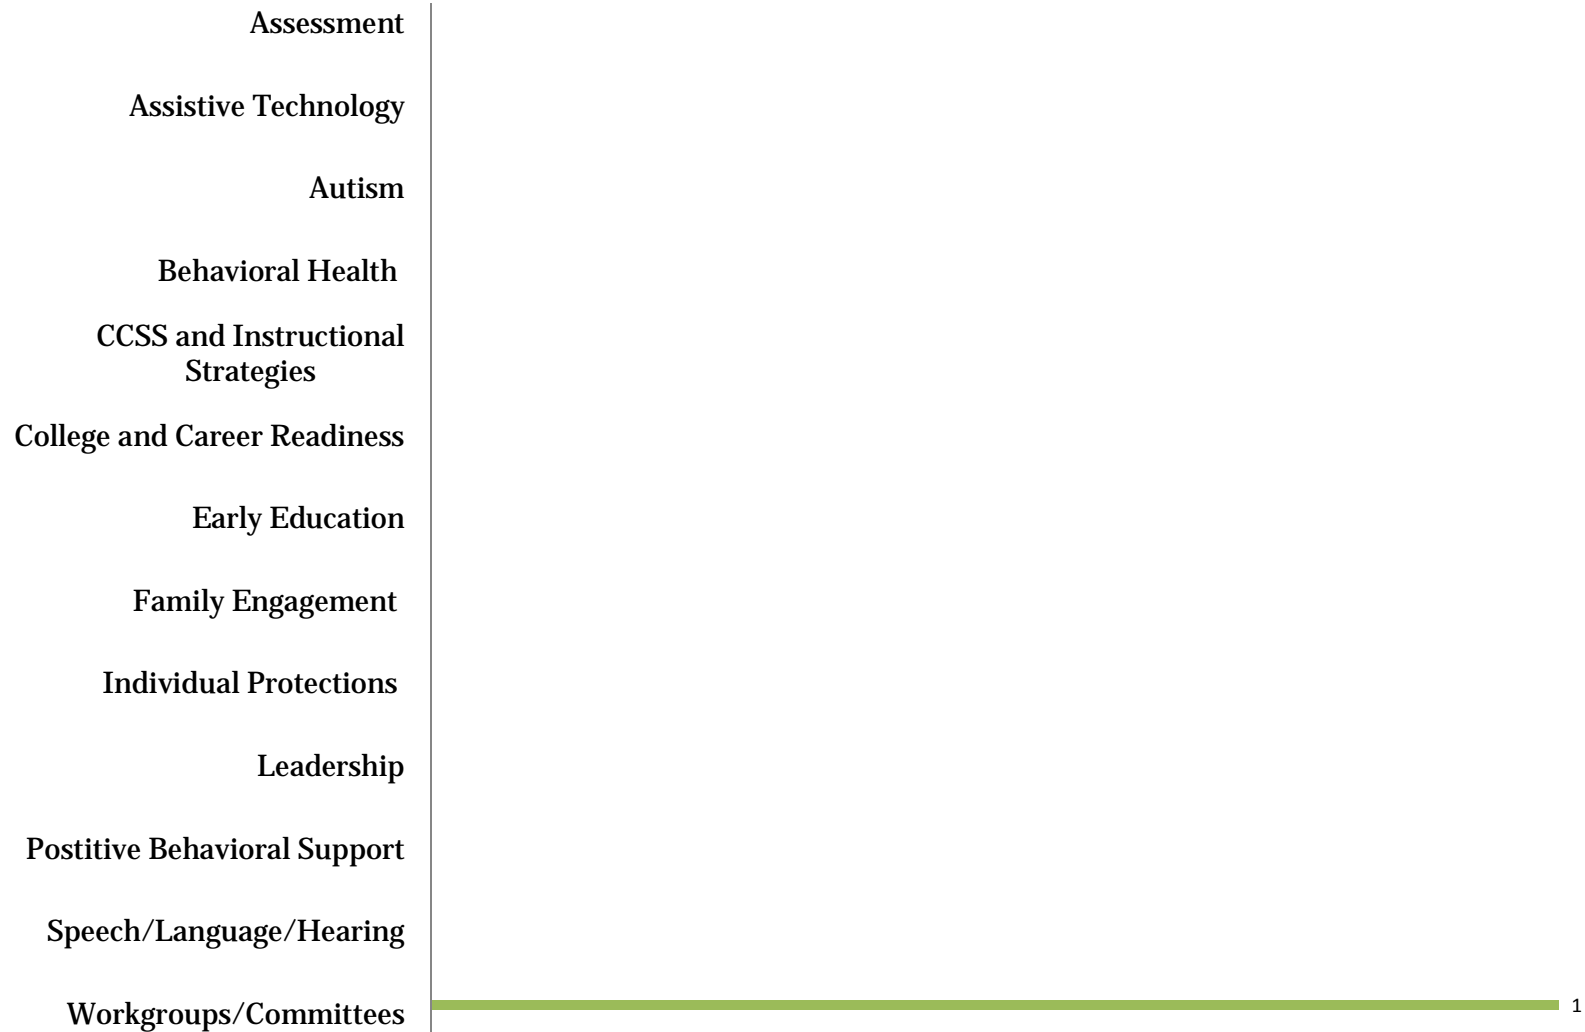 Assessment
Assistive Technology
Autism
Behavioral Health
CCSS and Instructional
Strategies
College and Career Readiness
Early Education
Family Engagement
Individual Protections
Leadership
Postitive Behavioral Support
Speech/Language/Hearing
Workgroups/Committees
1